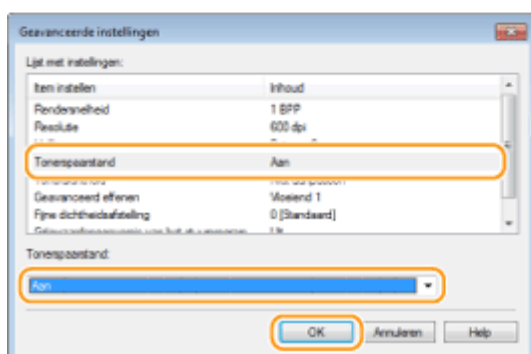 Geavanceerde instellingen
Lijst met instellingen:
Item instellen Inhoud
Rendersnelheid 1 BPP
Resolutie 600 dpi
Tonerspaarstand Aan
Geavanceerd effenen Vloeiend 1
Fijne dichtheidsafstelling 0 [Standaard]
Tonerspaarstand:
Aan
OK Annuleren Help